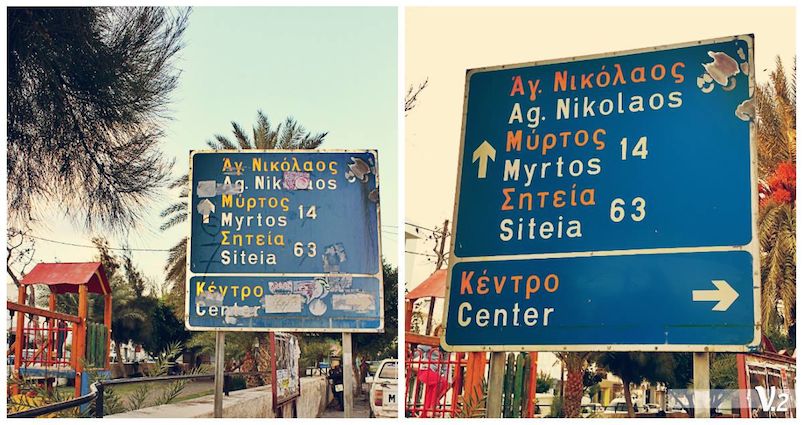 Άγ. Νικόλαος
Ag. Nikolaos
Μύρτος
Myrtos 14
Σητεία
Siteia 63
Κέντρο
Center
M
Άγ. Νικόλαος
Ag. Nikolaos
Μύρτος
Myrtos 14
Σητεία
Siteia 63
Κέντρο
Center
V.2